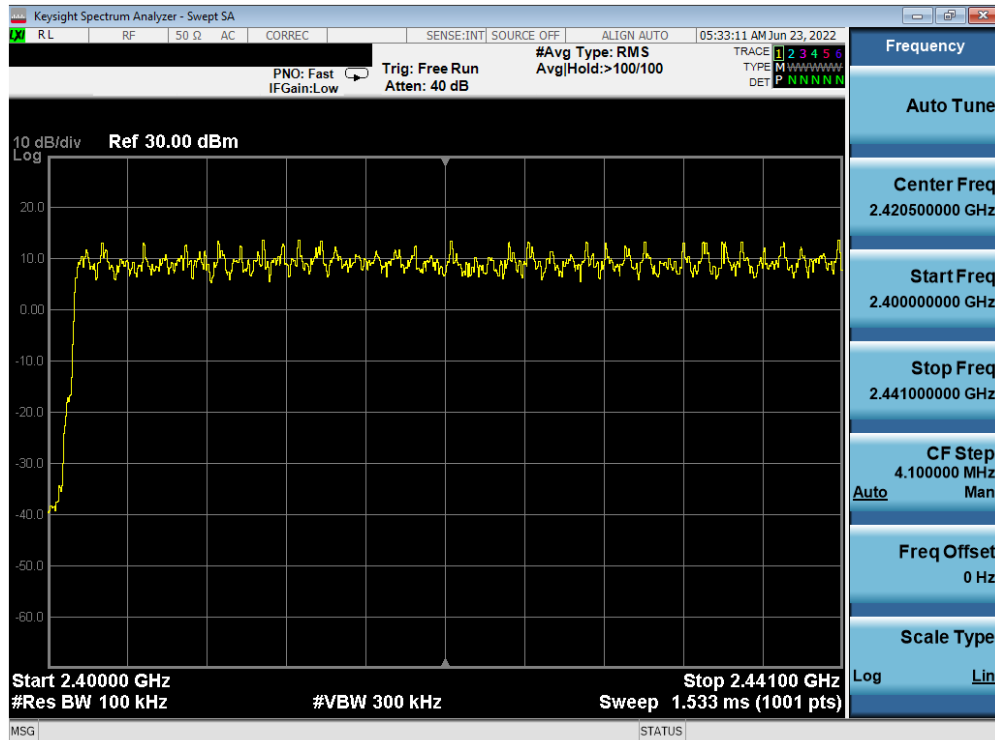 Keysight Spectrum Analyzer - Swept SA
LXI RL RF 50 Ω AC CORREC SENSE:INT SOURCE OFF ALIGN AUTO 05:33:11 AM Jun 23, 2022
#Avg Type: RMS TRACE 1 2 3 4 5 6
PNO: Fast Trig: Free Run Avg|Hold:>100/100 TYPE M WWWWW
IFGain:Low Atten: 40 dB DET P N N N N N
10 dB/div Ref 30.00 dBm
Log
20.0
10.0
0.00
-10.0
-20.0
-30.0
-40.0
-50.0
-60.0
Start 2.40000 GHz Stop 2.44100 GHz
#Res BW 100 kHz #VBW 300 kHz Sweep 1.533 ms (1001 pts)
MSG STATUS
Frequency
Auto Tune
Center Freq
2.420500000 GHz
Start Freq
2.400000000 GHz
Stop Freq
2.441000000 GHz
CF Step
4.100000 MHz
Auto Man
Freq Offset
0 Hz
Scale Type
Log Lin